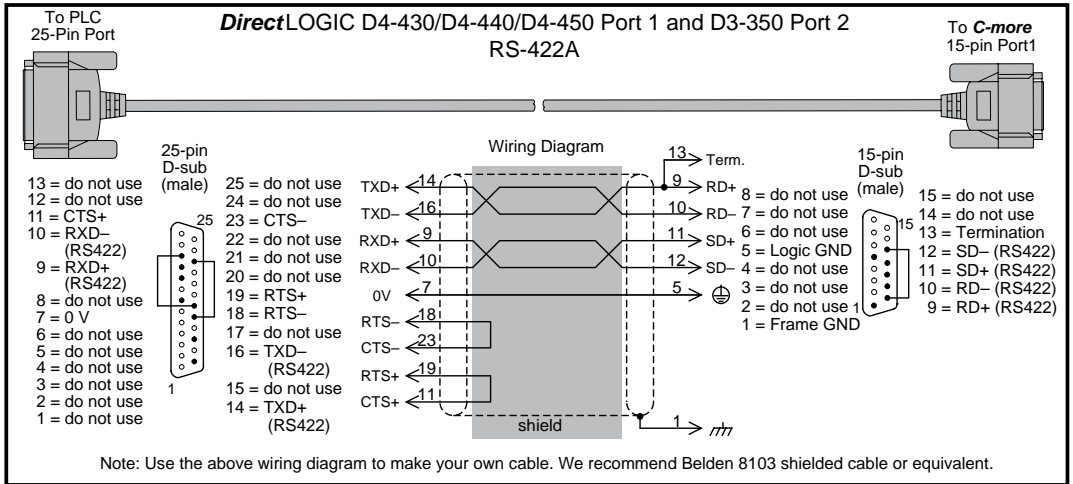 To PLC
25-Pin Port
DirectLOGIC D4-430/D4-440/D4-450 Port 1 and D3-350 Port 2
RS-422A
To C-more
15-pin Port1
25-pin
D-sub
(male)
13 = do not use
12 = do not use
11 = CTS+
10 = RXD–
(RS422)
9 = RXD+
(RS422)
8 = do not use
7 = 0 V
6 = do not use
5 = do not use
4 = do not use
3 = do not use
2 = do not use
1 = do not use
25
1
25 = do not use
24 = do not use
23 = CTS–
22 = do not use
21 = do not use
20 = do not use
19 = RTS+
18 = RTS–
17 = do not use
16 = TXD–
(RS422)
15 = do not use
14 = TXD+
(RS422)
Wiring Diagram
13 Term.
TXD+ 14 9 RD+
TXD– 16 10 RD–
RXD+ 9 11 SD+
RXD– 10 12 SD–
0V 7 5
RTS– 18
CTS– 23
RTS+ 19
CTS+ 11
shield
1
8 = do not use
7 = do not use
6 = do not use
5 = Logic GND
4 = do not use
3 = do not use
2 = do not use
1 = Frame GND
15-pin
D-sub
(male)
15
1
15 = do not use
14 = do not use
13 = Termination
12 = SD– (RS422)
11 = SD+ (RS422)
10 = RD– (RS422)
9 = RD+ (RS422)
Note: Use the above wiring diagram to make your own cable. We recommend Belden 8103 shielded cable or equivalent.